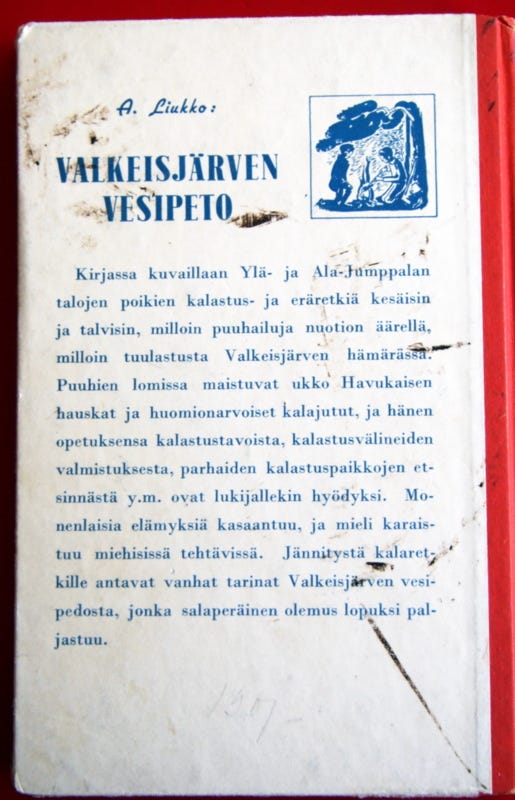 A. Liukko:
VALKEISJÄRVEN
VESIPETO
Kirjassa kuvaillaan Ylä- ja Ala-Jumppalan
talojen poikien kalastus- ja eräretkiä kesäisin
ja talvisin, milloin puuhailuja nuotion äärellä,
milloin tuulastusta Valkeisjärven hämärässä.
Puuhien lomissa maistuvat ukko Havukaisen
hauskat ja huomionarvoiset kalajutut, ja hänen
opetuksensa kalastustavoista, kalastusvälineiden
valmistuksesta, parhaiden kalastuspaikkojen et-
sinnästä y.m. ovat lukijallekin hyödyksi. Mo-
nenlaisia elämyksiä kasaantuu, ja mieli karais-
tuu miehisissä tehtävissä. Jännitystä kalaret-
kille antavat vanhat tarinat Valkeisjärven vesi-
pedosta, jonka salaperäinen olemus lopuksi pal-
jastuu.